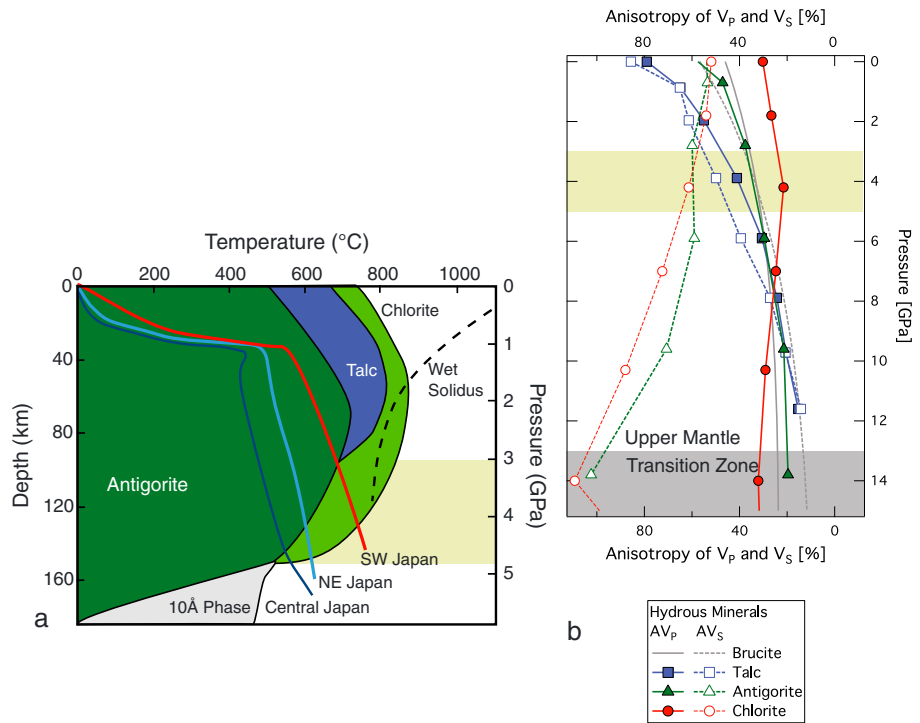 Temperature (°C)
0 200 400 600 800 1000
Depth (km)
0
40
80
120
160
Pressure (GPa)
0
1
2
3
4
5
Chlorite
Talc
Wet
Solidus
Antigorite
SW Japan
NE Japan
10Å Phase
Central Japan
a
Anisotropy of VP and VS [%]
80 40 0
Pressure [GPa]
0
2
4
6
8
10
12
14
Upper Mantle
Transition Zone
80 40 0
Anisotropy of VP and VS [%]
b
Hydrous Minerals
AVP AVS
Brucite
Talc
Antigorite
Chlorite